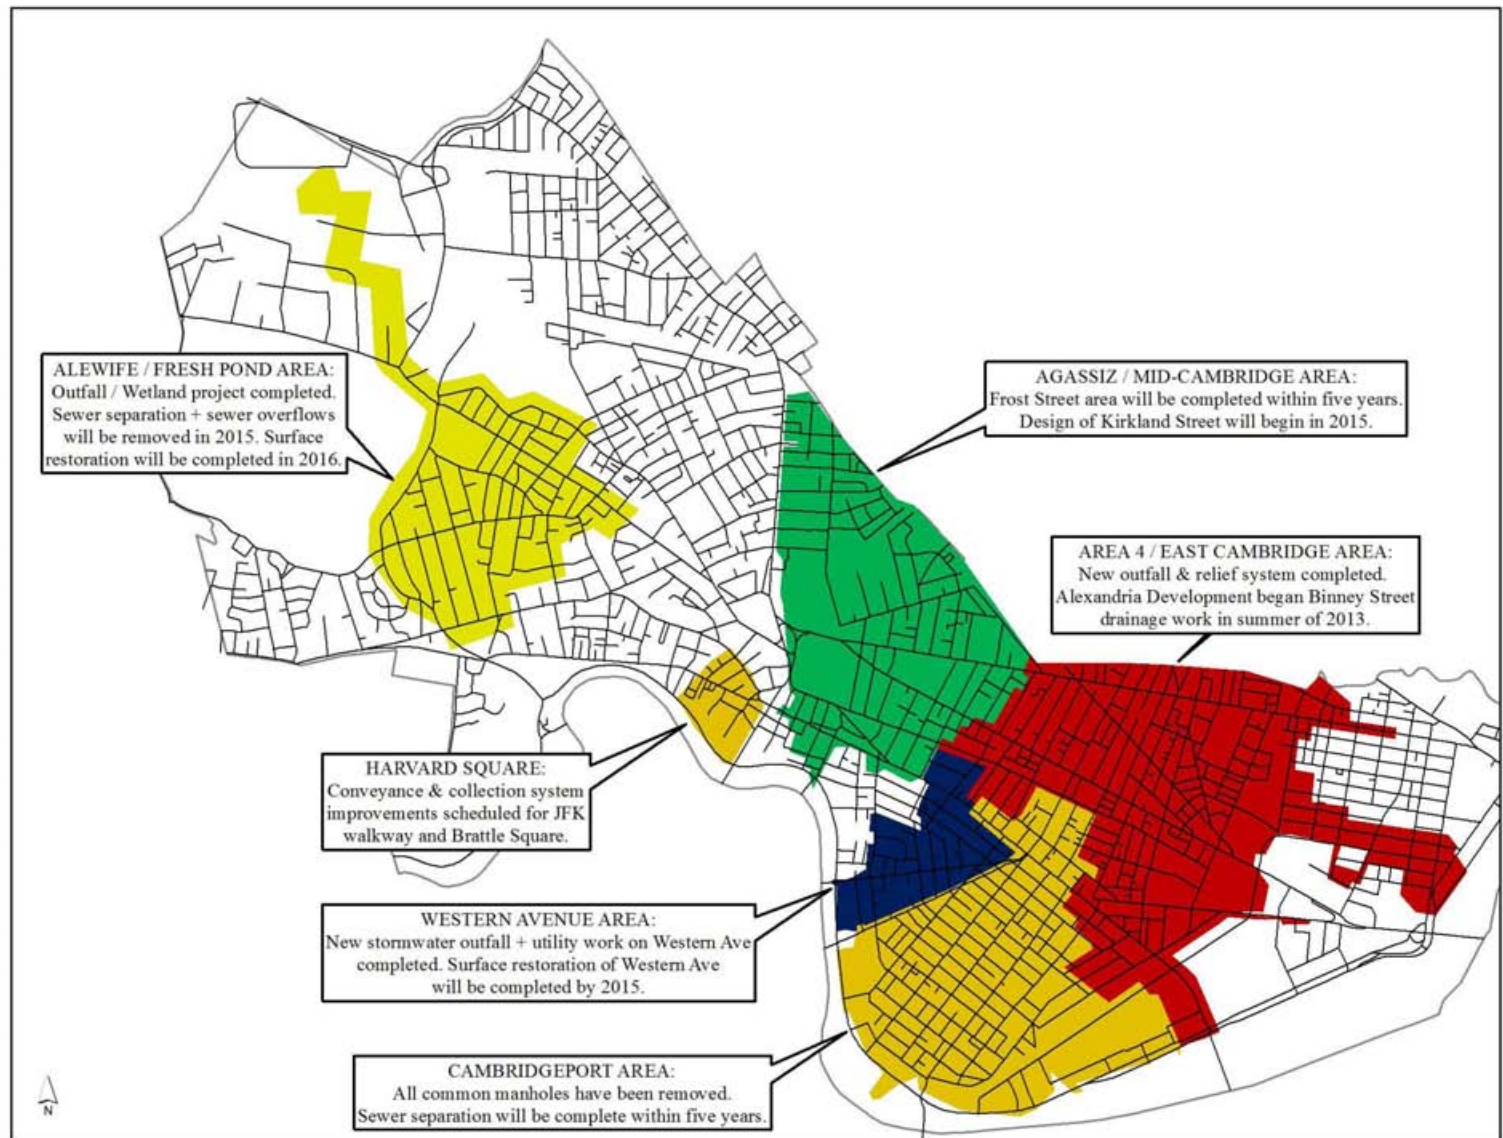 ALEWIFE / FRESH POND AREA:
Outfall / Wetland project completed.
Sewer separation + sewer overflows
will be removed in 2015. Surface
restoration will be completed in 2016.
AGASSIZ / MID-CAMBRIDGE AREA:
Frost Street area will be completed within five years.
Design of Kirkland Street will begin in 2015.
AREA 4 / EAST CAMBRIDGE AREA:
New outfall & relief system completed.
Alexandria Development began Binney Street
drainage work in summer of 2013.
HARVARD SQUARE:
Conveyance & collection system
improvements scheduled for JFK
walkway and Brattle Square.
WESTERN AVENUE AREA:
New stormwater outfall + utility work on Western Ave
completed. Surface restoration of Western Ave
will be completed by 2015.
CAMBRIDGEPORT AREA:
All common manholes have been removed.
Sewer separation will be complete within five years.
N